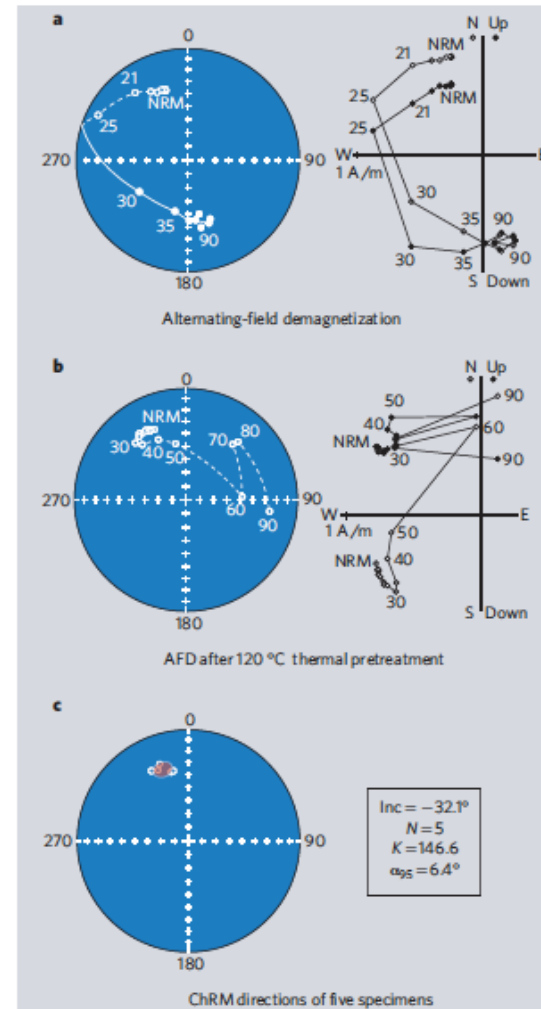 a
0
21
NRM
25
270
90
30
35
90
180
N Up
21
NRM
25
21
NRM
25
W
E
1 A/m
30
35
90
30
35
90
S Down
Alternating-field demagnetization
b
0
NRM
30
40
50
70
80
270
90
60
90
180
N Up
50
90
40
60
NRM
30
90
W
E
1 A/m
50
NRM
40
30
S Down
AFD after 120 °C thermal pretreatment
c
0
270
90
180
Inc = −32.1°
N = 5
K = 146.6
α95 = 6.4°
ChRM directions of five specimens